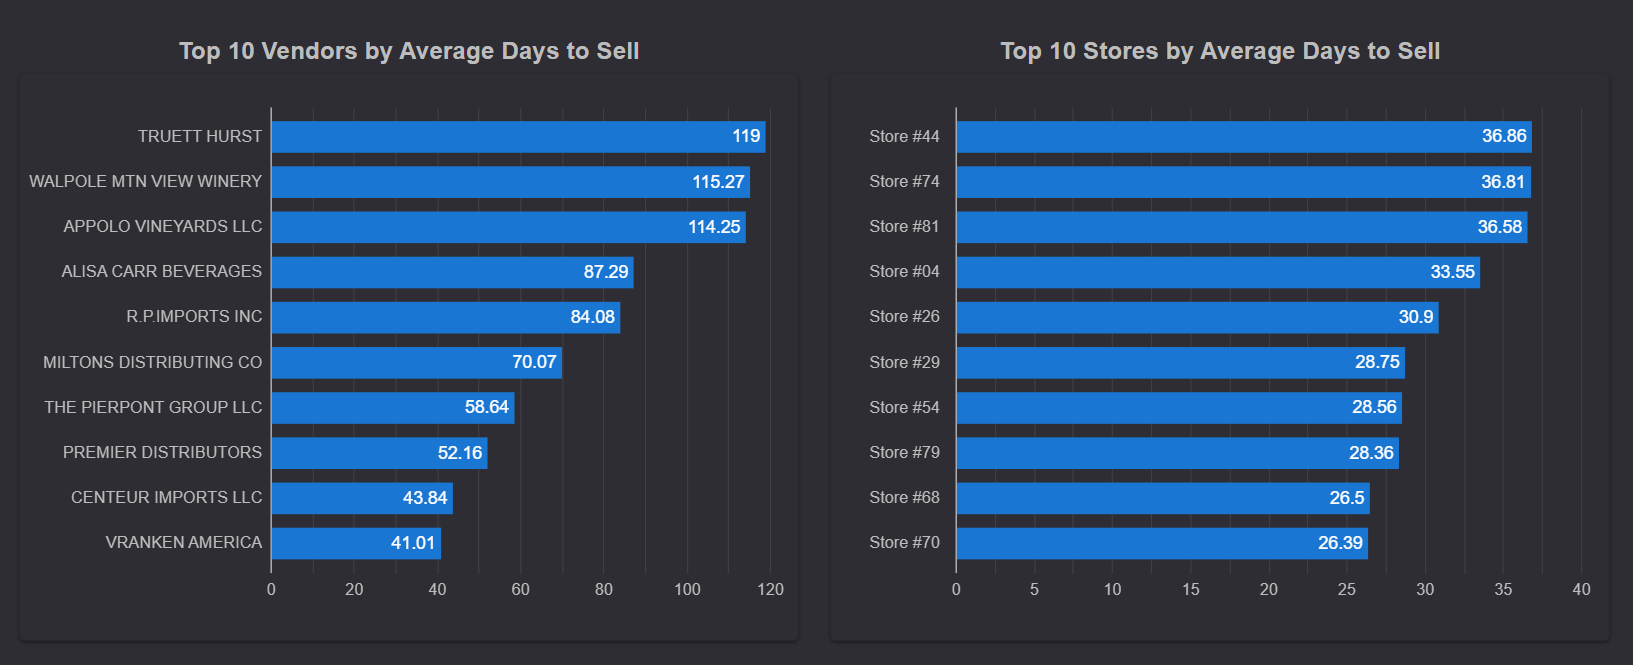 Top 10 Vendors by Average Days to Sell
TRUETT HURST 119
WALPOLE MTN VIEW WINERY 115.27
APPOLO VINEYARDS LLC 114.25
ALISA CARR BEVERAGES 87.29
R.P.IMPORTS INC 84.08
MILTONS DISTRIBUTING CO 70.07
THE PIERPONT GROUP LLC 58.64
PREMIER DISTRIBUTORS 52.16
CENTEUR IMPORTS LLC 43.84
VRANKEN AMERICA 41.01
0 20 40 60 80 100 120
Top 10 Stores by Average Days to Sell
Store #44 36.86
Store #74 36.81
Store #81 36.58
Store #04 33.55
Store #26 30.9
Store #29 28.75
Store #54 28.56
Store #79 28.36
Store #68 26.5
Store #70 26.39
0 5 10 15 20 25 30 35 40